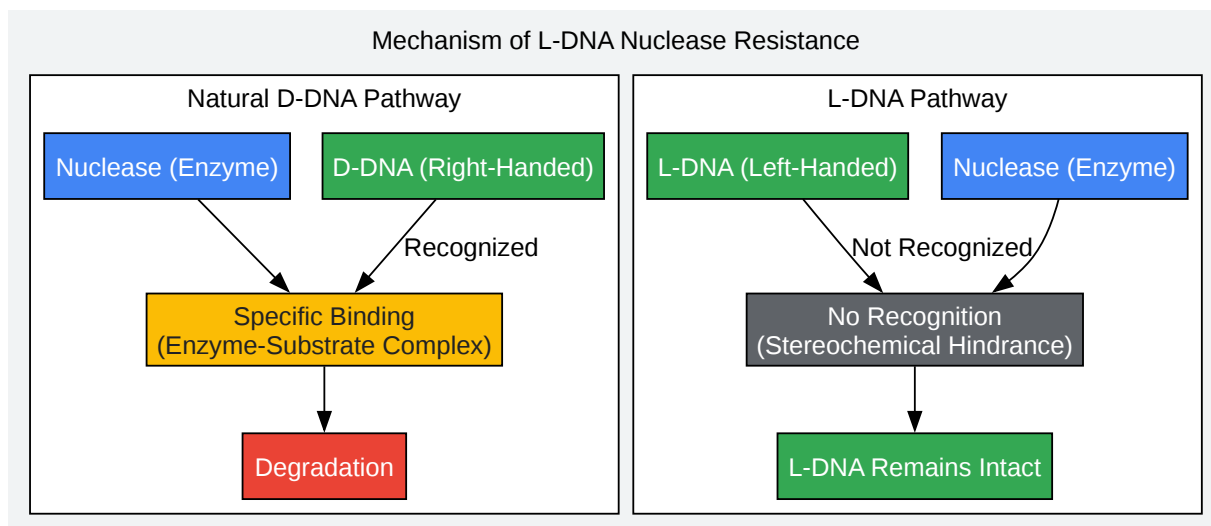 Mechanism of L-DNA Nuclease Resistance
Natural D-DNA Pathway
Nuclease (Enzyme)
D-DNA (Right-Handed)
Recognized
Specific Binding
(Enzyme-Substrate Complex)
Degradation
L-DNA Pathway
L-DNA (Left-Handed)
Nuclease (Enzyme)
Not Recognized
No Recognition
(Stereochemical Hindrance)
L-DNA Remains Intact